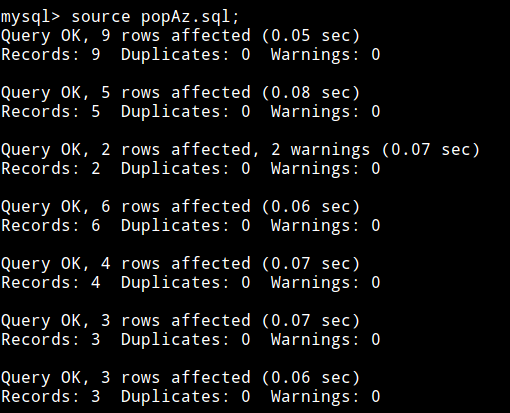 mysql> source popAz.sql;
Query OK, 9 rows affected (0.05 sec)
Records: 9  Duplicates: 0  Warnings: 0
Query OK, 5 rows affected (0.08 sec)
Records: 5  Duplicates: 0  Warnings: 0
Query OK, 2 rows affected, 2 warnings (0.07 sec)
Records: 2  Duplicates: 0  Warnings: 0
Query OK, 6 rows affected (0.06 sec)
Records: 6  Duplicates: 0  Warnings: 0
Query OK, 4 rows affected (0.07 sec)
Records: 4  Duplicates: 0  Warnings: 0
Query OK, 3 rows affected (0.07 sec)
Records: 3  Duplicates: 0  Warnings: 0
Query OK, 3 rows affected (0.06 sec)
Records: 3  Duplicates: 0  Warnings: 0